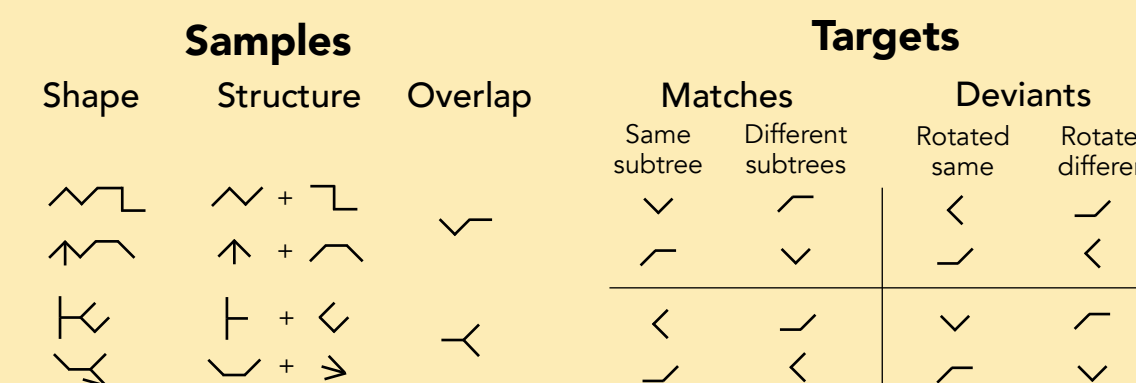 Samples
Targets
Shape Structure Overlap
Matches
Deviants
Same subtree
Different subtrees
Rotated same
+
+
+
+